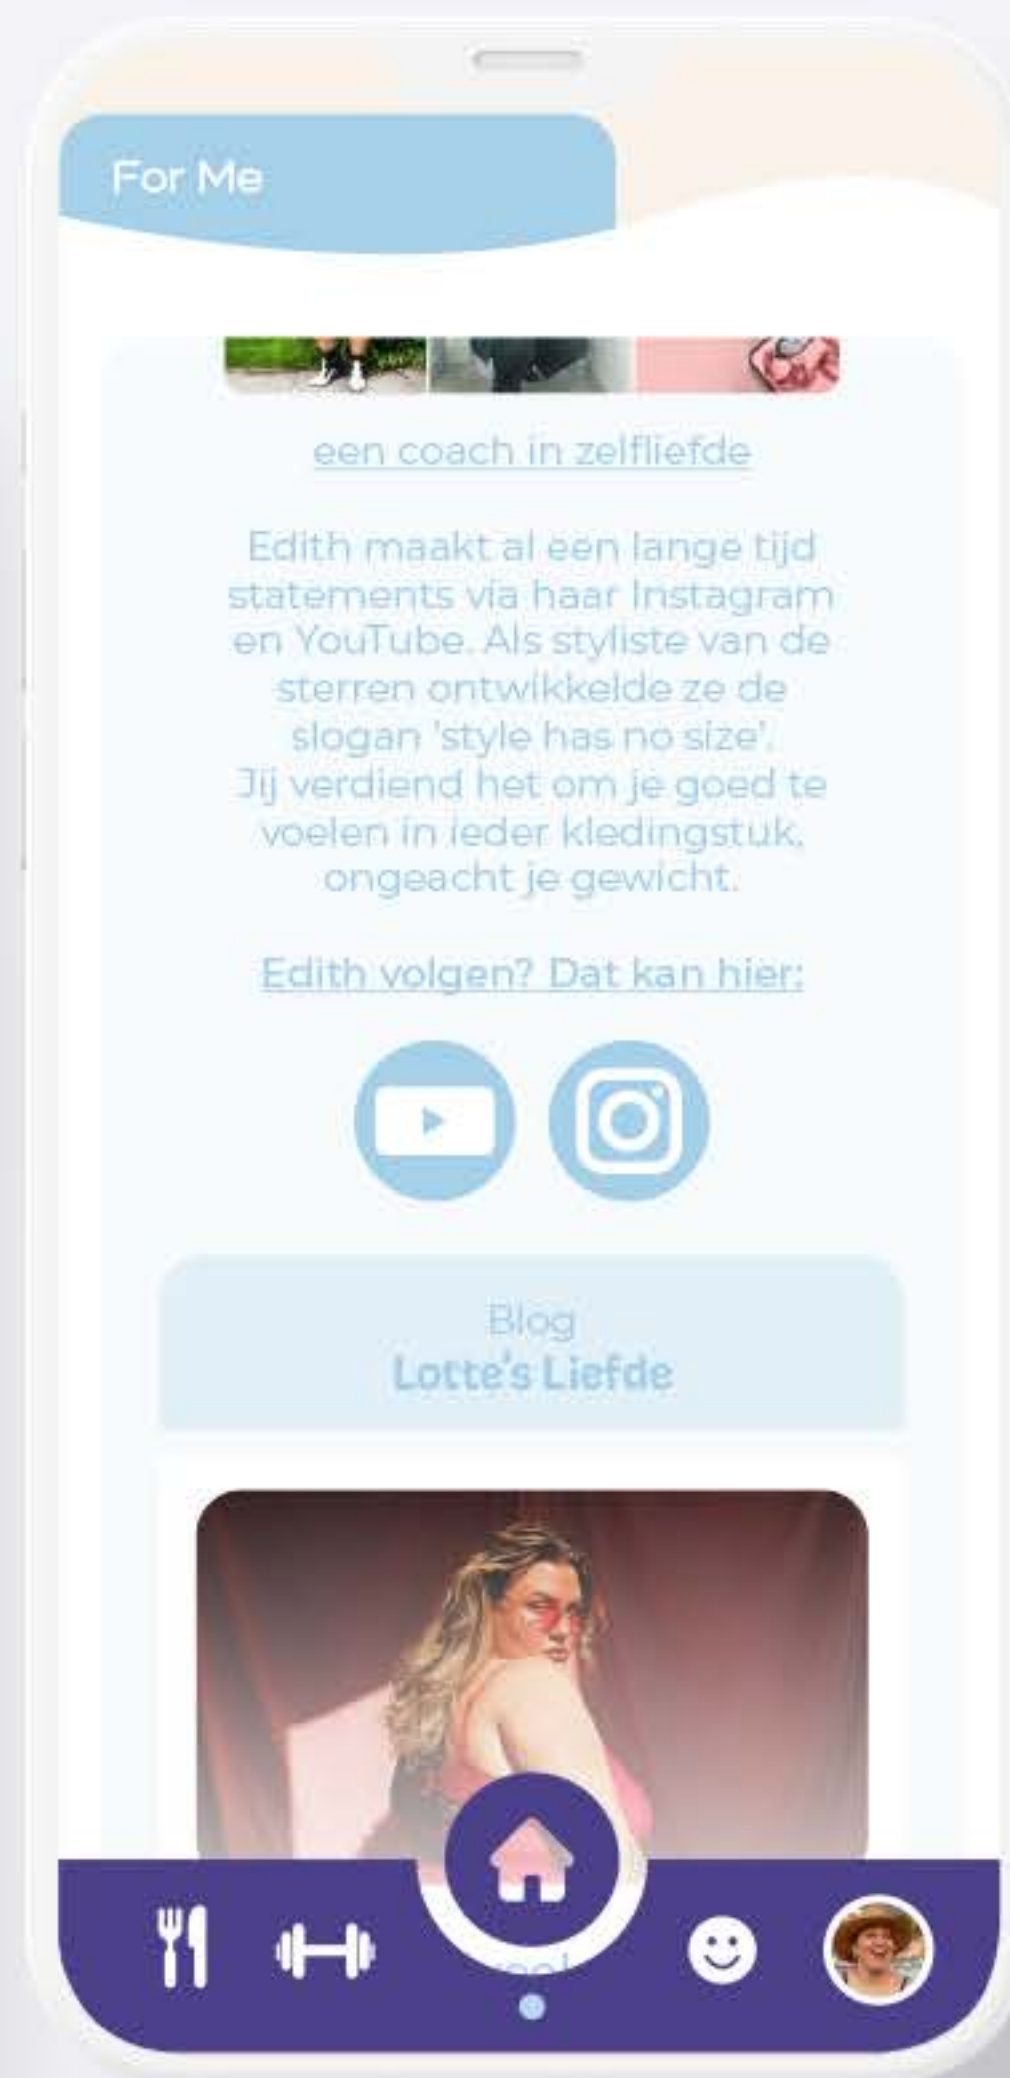 For Me
een coach in zelfliefde
Edith maakt al een lange tijd
statements via haar Instagram
en YouTube. Als styliste van de
sterren ontwikkelde ze de
slogan 'style has no size'.
Jij verdiend het om je goed te
voelen in ieder kledingstuk,
ongeacht je gewicht.
Edith volgen? Dat kan hier:
Blog
Lotte's Liefde